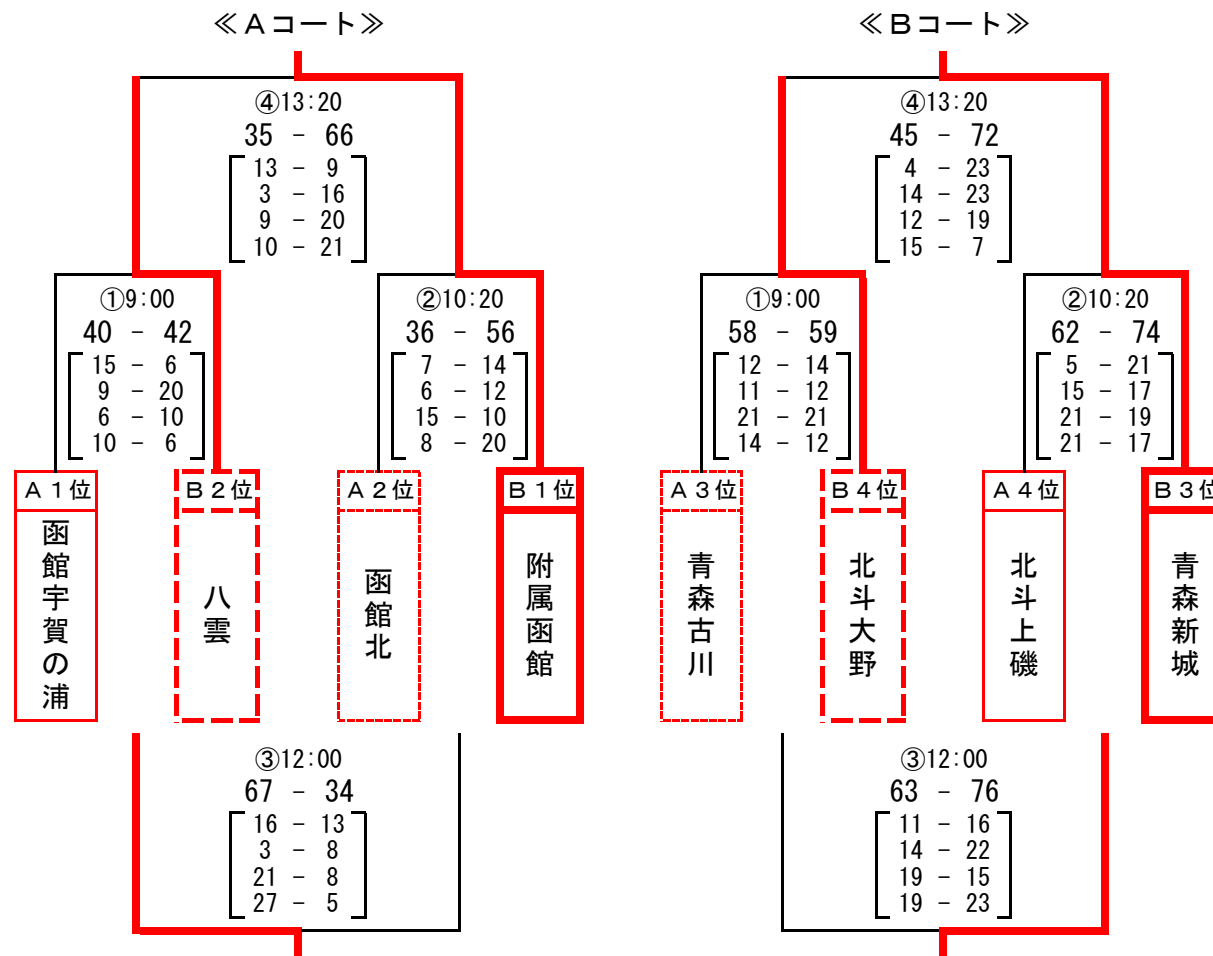 ≪Aコート≫
④13:20
35 - 66
13 - 9
3 - 16
9 - 20
10 - 21
①9:00
40 - 42
15 - 6
9 - 20
6 - 10
10 - 6
②10:20
36 - 56
7 - 14
6 - 12
15 - 10
8 - 20
A1位
函館宇賀の浦
B2位
八雲
A2位
函館北
B1位
附属函館
③12:00
67 - 34
16 - 13
3 - 8
21 - 8
27 - 5
≪Bコート≫
④13:20
45 - 72
4 - 23
14 - 23
12 - 19
15 - 7
①9:00
58 - 59
12 - 14
11 - 12
21 - 21
14 - 12
②10:20
62 - 74
5 - 21
15 - 17
21 - 19
21 - 17
A3位
青森古川
B4位
北斗大野
A4位
北斗上磯
B3位
青森新城
③12:00
63 - 76
11 - 16
14 - 22
19 - 15
19 - 23